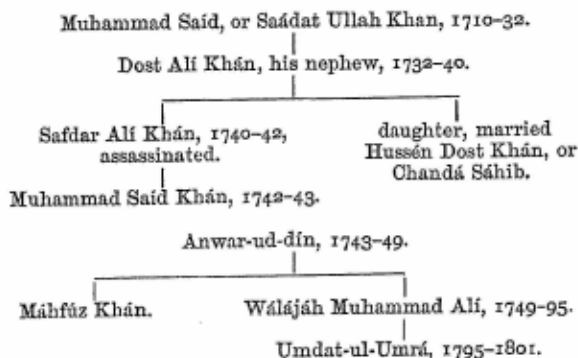 Muhammad Saíd, or Saádat Ullah Khan, 1710–32.
Dost Alí Khán, his nephew, 1732–40.
Safdar Alí Khán, 1740–42,
assassinated.
daughter, married
Hussén Dost Khán, or
Chandá Sáhib.
Muhammad Saíd Khán, 1742–43.
Anwar-ud-dín, 1743–49.
Máhfúz Khán.
Wálájáh Muhammad Alí, 1749–95.
Umdat-ul-Umrá, 1795–1801.